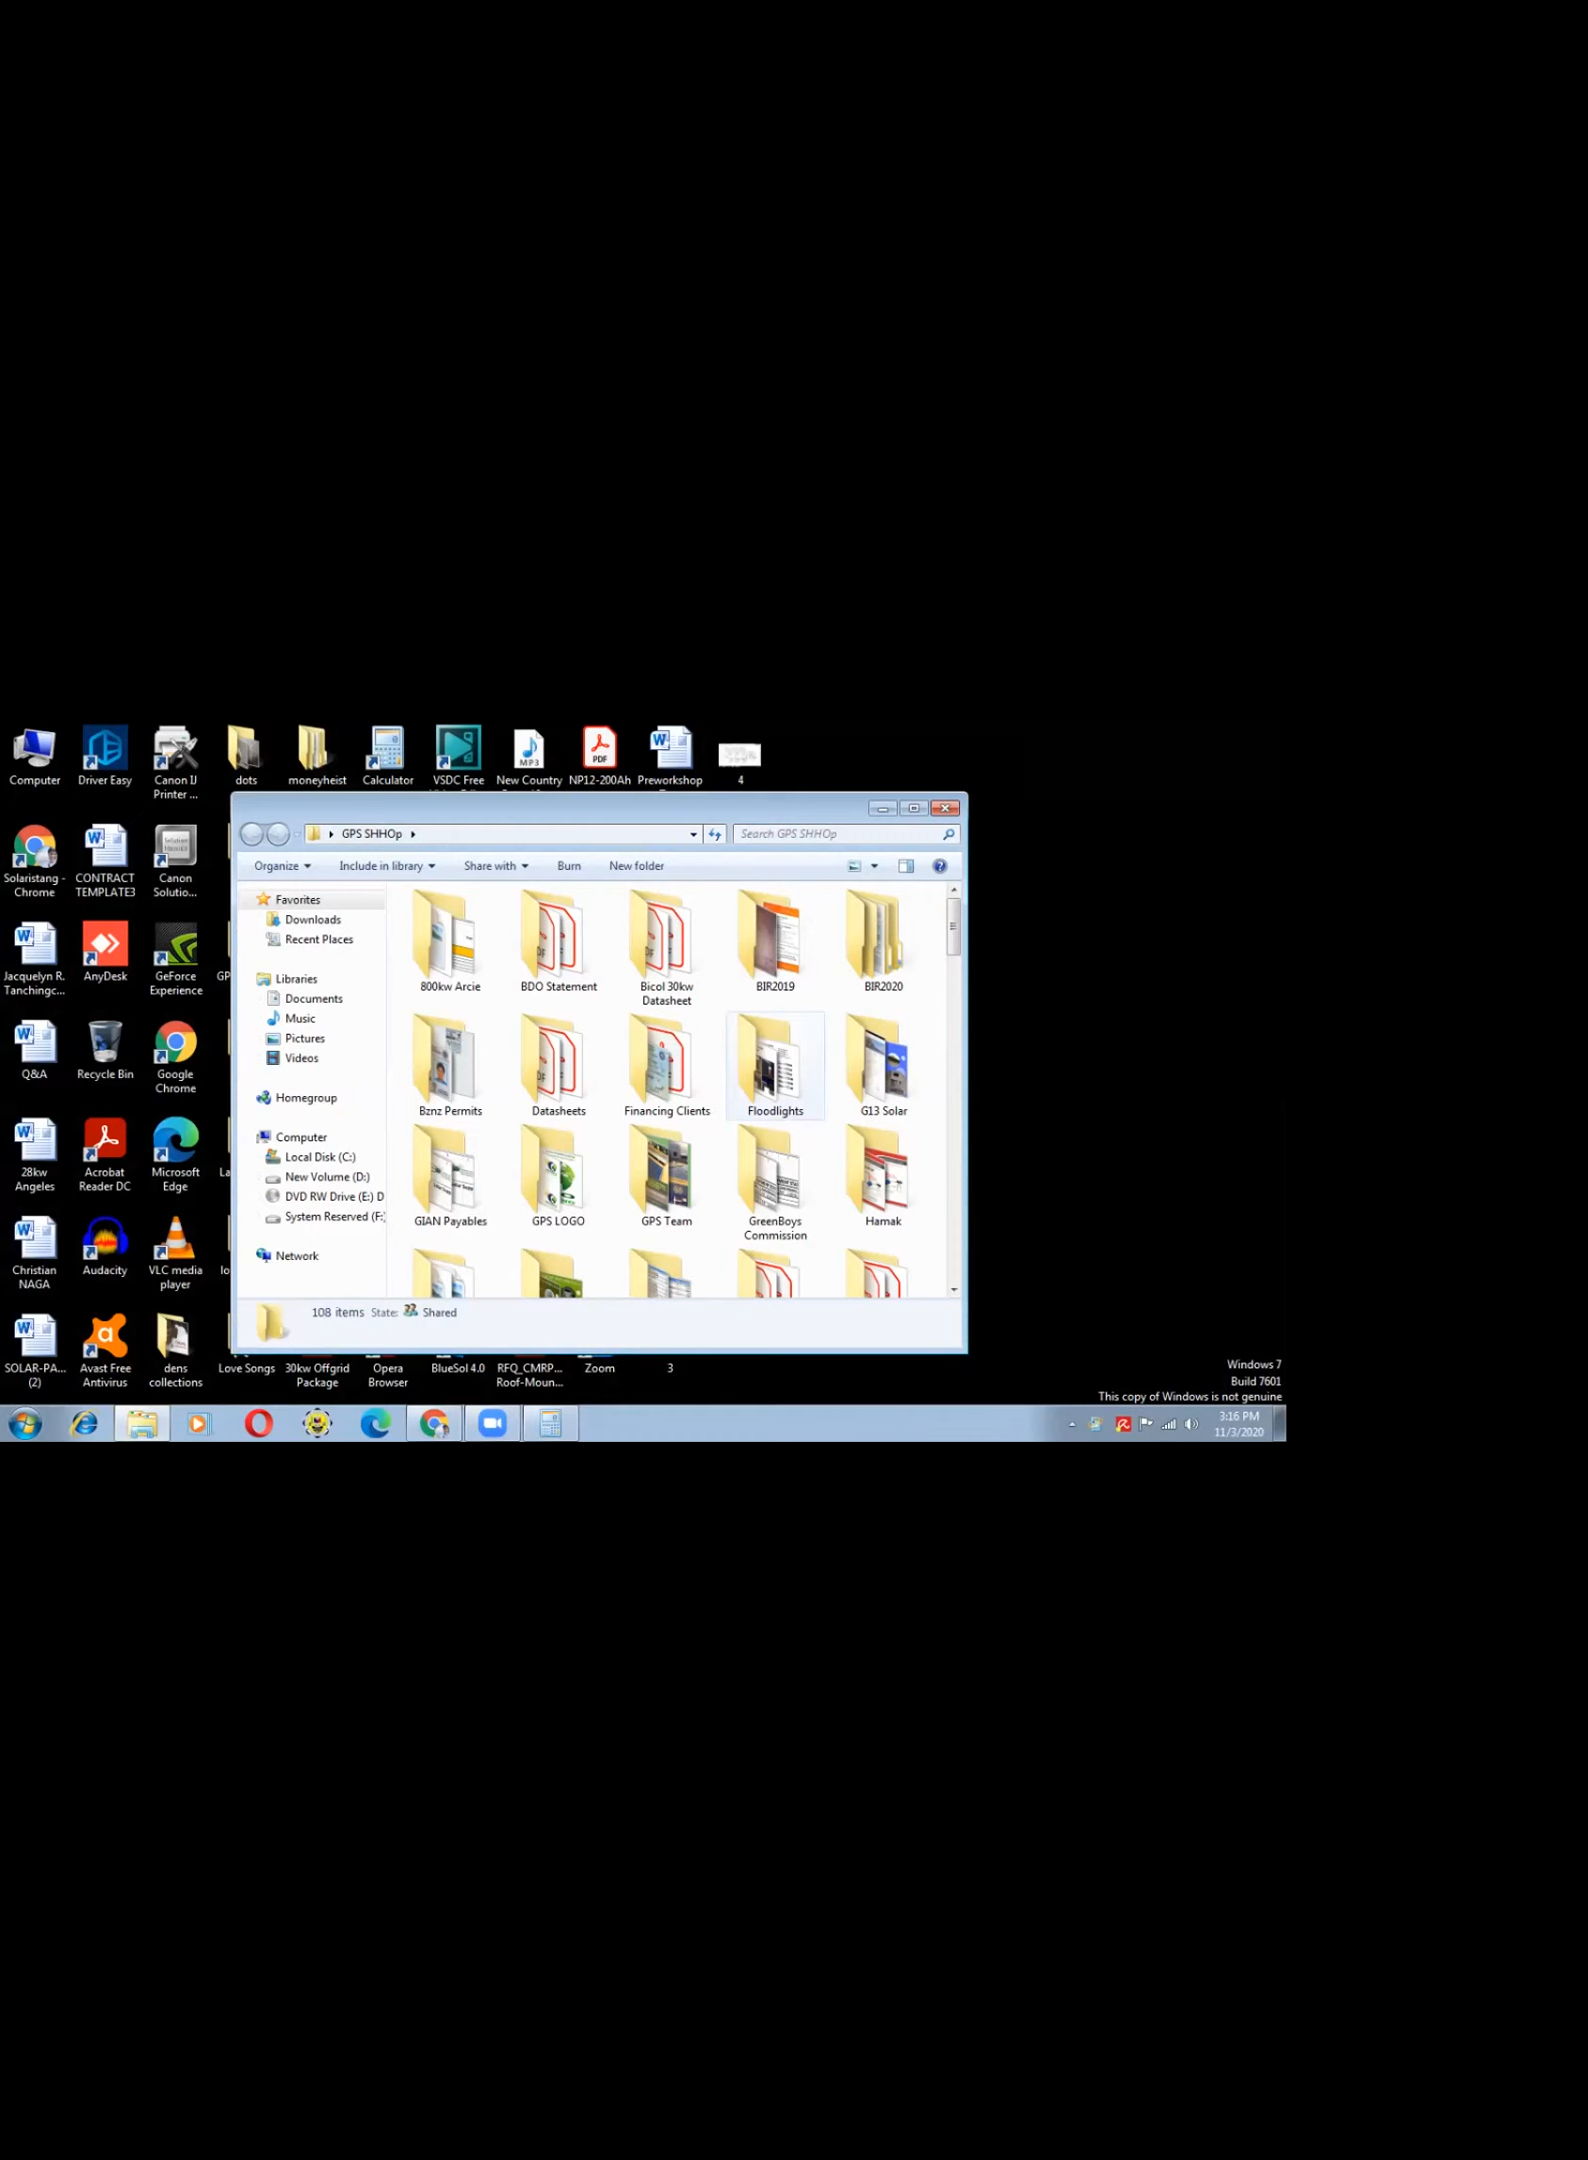 Computer
Driver Easy
Canon IJ
Printer ...
dots
moneyheist
Calculator
VSDC Free
New Country
MP3
NP12-200Ah
PDF
Preworkshop
4
GPS SHHOp
Search GPS SHHOp
Organize
Include in library
Share with
Burn
New folder
Solaristang -
Chrome
CONTRACT
TEMPLATE3
Canon
Solutio...
Jacquelyn R.
Tanchingc...
AnyDesk
GeForce
Experience
GP
Q&A
Recycle Bin
Google
Chrome
28kw
Angeles
Acrobat
Reader DC
Microsoft
Edge
La
Christian
NAGA
Audacity
VLC media
player
lo
SOLAR-PA...
(2)
Avast Free
Antivirus
dens
collections
Love Songs
30kw Offgrid
Package
Opera
Browser
BlueSol 4.0
RFQ_CMRP...
Roof-Moun...
Zoom
3
Favorites
Downloads
Recent Places
Libraries
Documents
Music
Pictures
Videos
Homegroup
Computer
Local Disk (C:)
New Volume (D:)
DVD RW Drive (E:) D
System Reserved (F:
Network
800kw Arcie
BDO Statement
Bicol 30kw
Datasheet
BIR2019
BIR2020
Bznz Permits
Datasheets
Financing Clients
Floodlights
G13 Solar
GIAN Payables
GPS LOGO
GPS Team
GreenBoys
Commission
Hamak
108 items State: Shared
Windows 7
Build 7601
This copy of Windows is not genuine
3:16 PM
11/3/2020